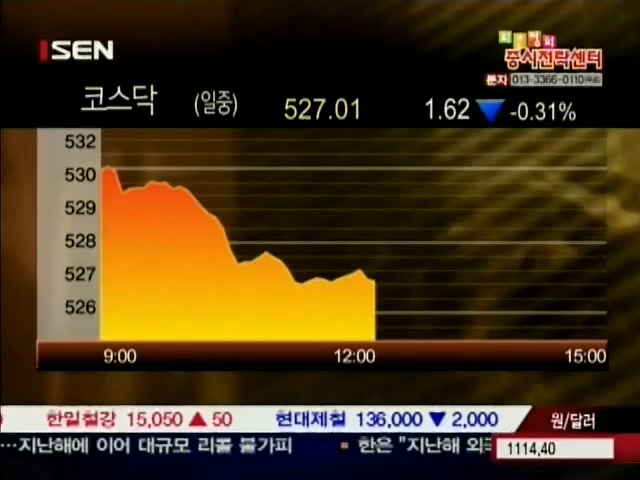 SEN
증시전략센터
문자 013-3366-0110
코스닥 (일중) 527.01 1.62 ▼ -0.31%
532
530
529
528
527
526
9:00 12:00 15:00
한일철강 15,050 ▲ 50 현대제철 136,000 ▼ 2,000 원/달러
···지난해에 이어 대규모 리콜 불가피 ▪ 한은 "지난해 외국 1114,40